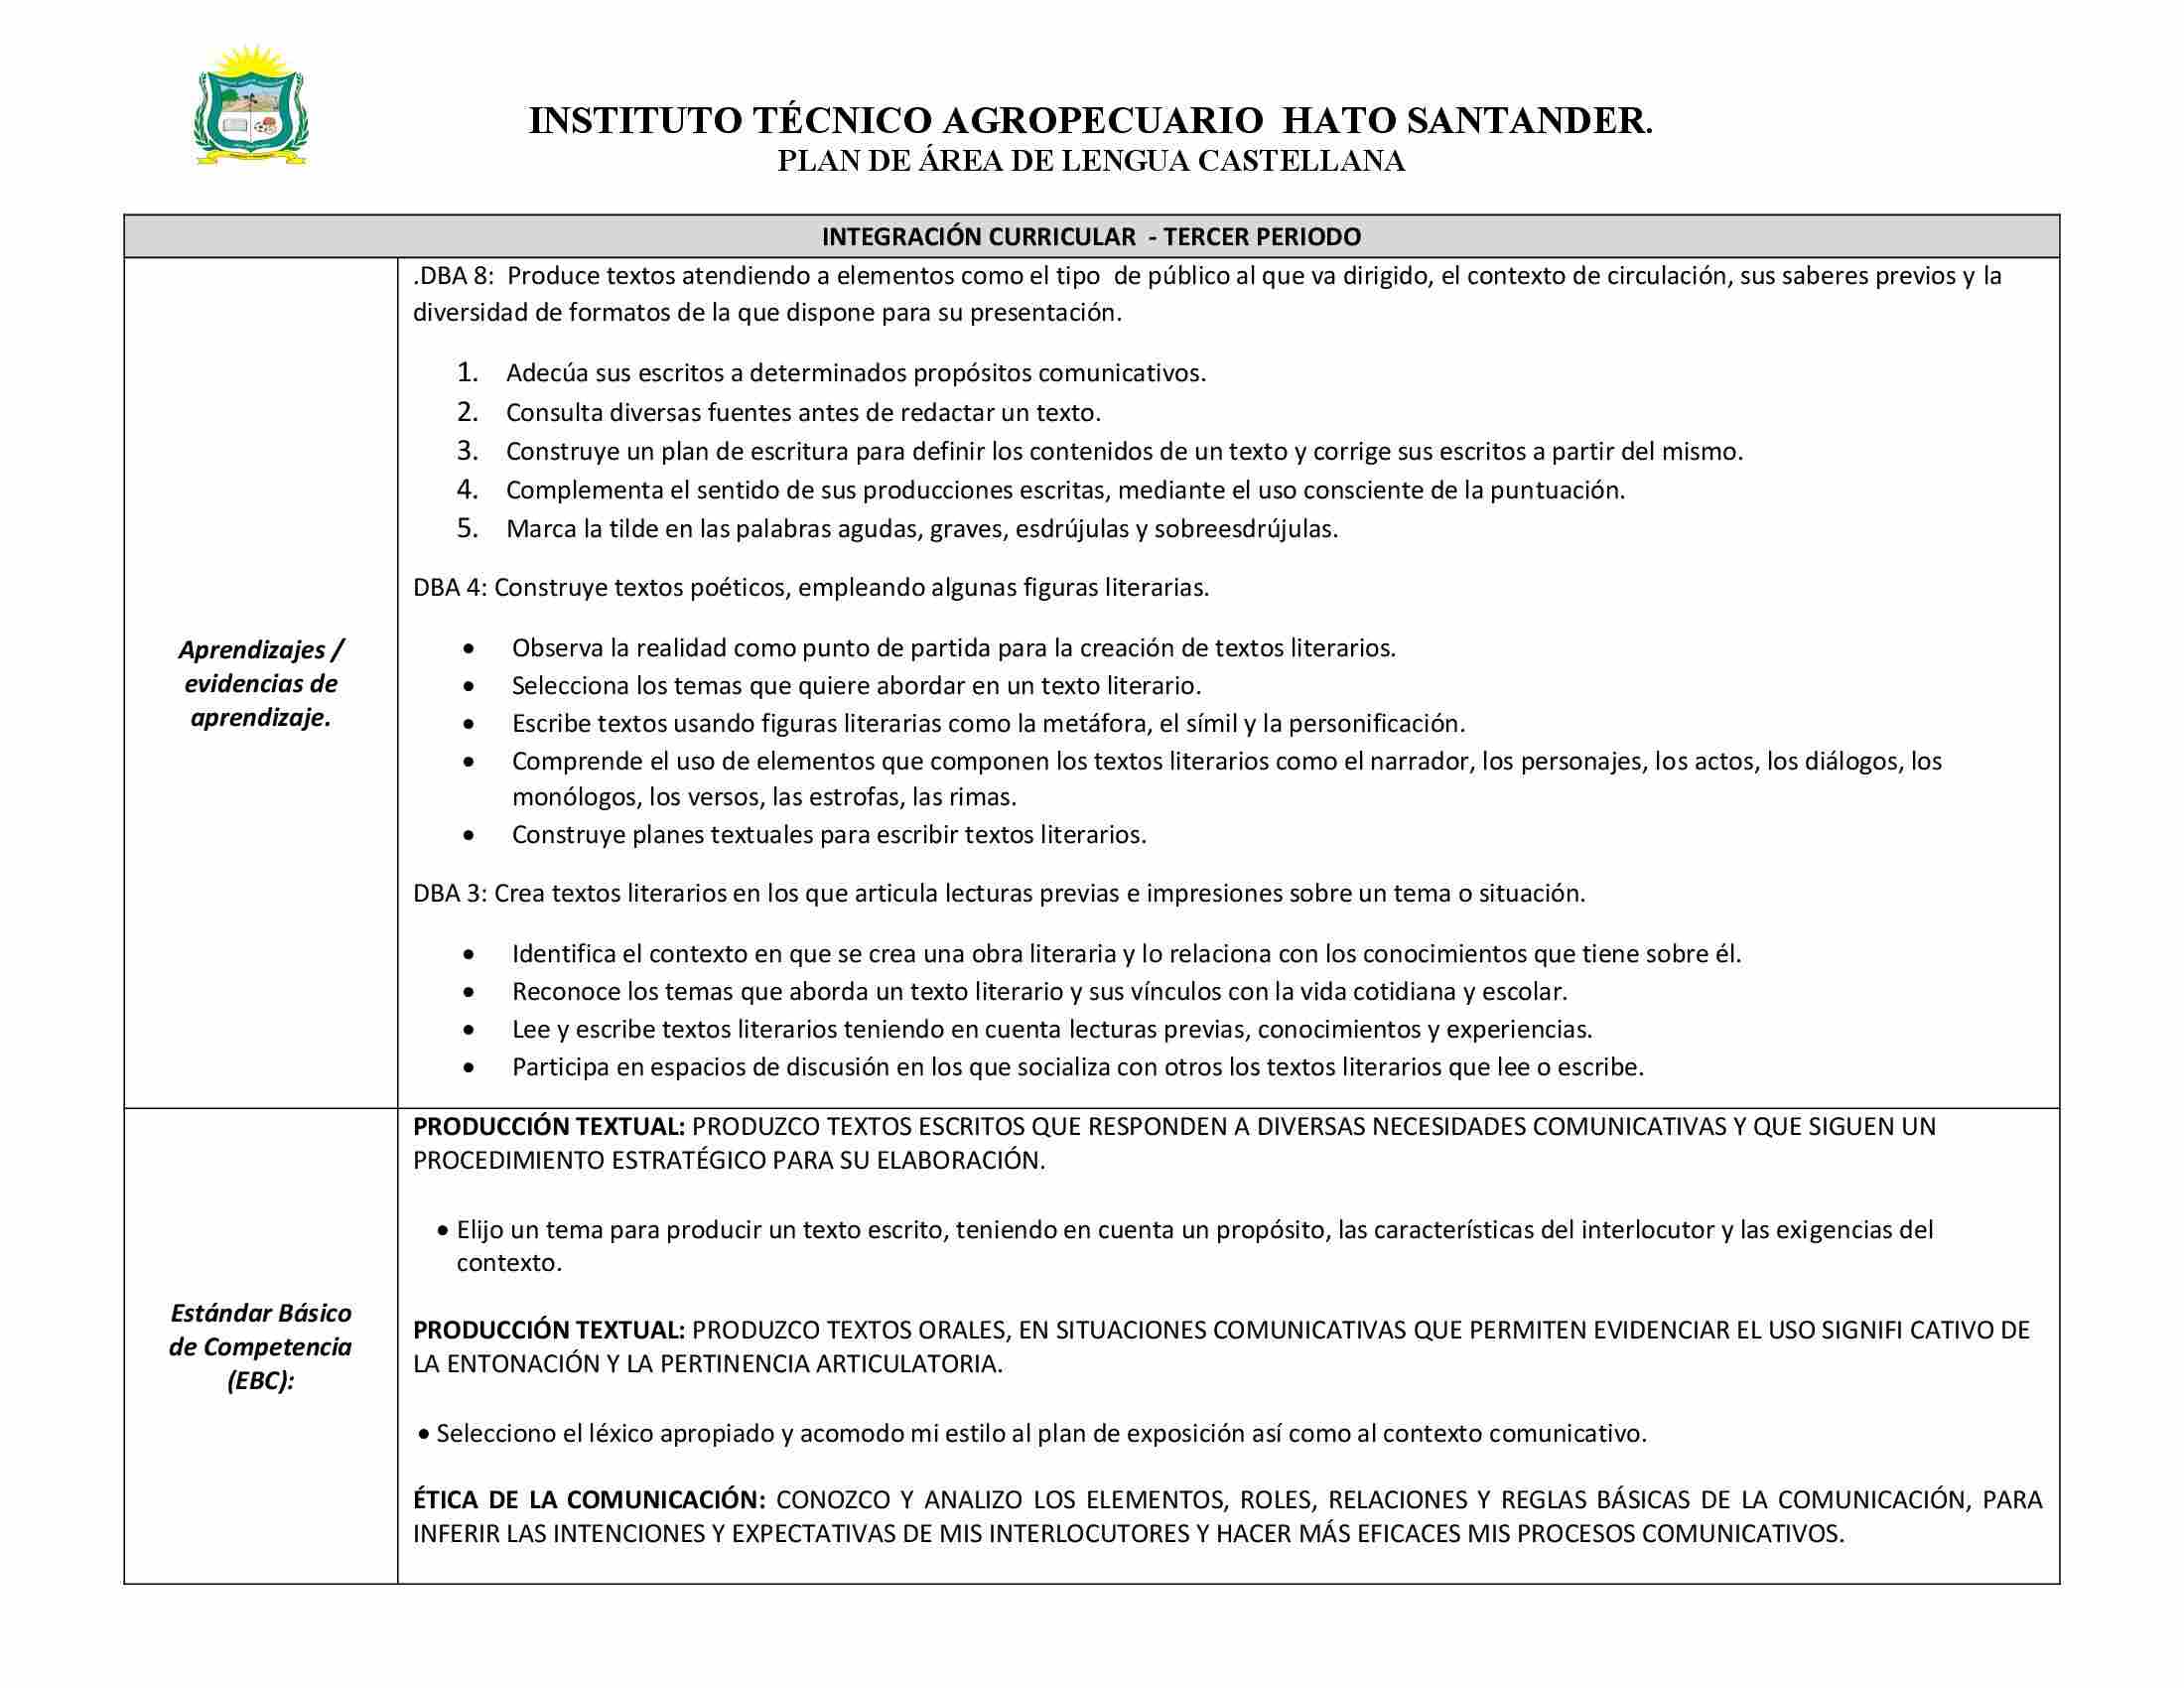 INSTITUTO TÉCNICO AGROPECUARIO HATO SANTANDER.
PLAN DE ÁREA DE LENGUA CASTELLANA
INTEGRACIÓN CURRICULAR - TERCER PERIODO
Aprendizajes /
evidencias de
aprendizaje.
.DBA 8: Produce textos atendiendo a elementos como el tipo de público al que va dirigido, el contexto de circulación, sus saberes previos y la
diversidad de formatos de la que dispone para su presentación.
1. Adecúa sus escritos a determinados propósitos comunicativos.
2. Consulta diversas fuentes antes de redactar un texto.
3. Construye un plan de escritura para definir los contenidos de un texto y corrige sus escritos a partir del mismo.
4. Complementa el sentido de sus producciones escritas, mediante el uso consciente de la puntuación.
5. Marca la tilde en las palabras agudas, graves, esdrújulas y sobreesdrújulas.
DBA 4: Construye textos poéticos, empleando algunas figuras literarias.
• Observa la realidad como punto de partida para la creación de textos literarios.
• Selecciona los temas que quiere abordar en un texto literario.
• Escribe textos usando figuras literarias como la metáfora, el símil y la personificación.
• Comprende el uso de elementos que componen los textos literarios como el narrador, los personajes, los actos, los diálogos, los
monólogos, los versos, las estrofas, las rimas.
• Construye planes textuales para escribir textos literarios.
DBA 3: Crea textos literarios en los que articula lecturas previas e impresiones sobre un tema o situación.
• Identifica el contexto en que se crea una obra literaria y lo relaciona con los conocimientos que tiene sobre él.
• Reconoce los temas que aborda un texto literario y sus vínculos con la vida cotidiana y escolar.
• Lee y escribe textos literarios teniendo en cuenta lecturas previas, conocimientos y experiencias.
• Participa en espacios de discusión en los que socializa con otros los textos literarios que lee o escribe.
Estándar Básico
de Competencia
(EBC):
PRODUCCIÓN TEXTUAL: PRODUZCO TEXTOS ESCRITOS QUE RESPONDEN A DIVERSAS NECESIDADES COMUNICATIVAS Y QUE SIGUEN UN
PROCEDIMIENTO ESTRATÉGICO PARA SU ELABORACIÓN.
• Elijo un tema para producir un texto escrito, teniendo en cuenta un propósito, las características del interlocutor y las exigencias del
contexto.
PRODUCCIÓN TEXTUAL: PRODUZCO TEXTOS ORALES, EN SITUACIONES COMUNICATIVAS QUE PERMITEN EVIDENCIAR EL USO SIGNIFI CATIVO DE
LA ENTONACIÓN Y LA PERTINENCIA ARTICULATORIA.
• Selecciono el léxico apropiado y acomodo mi estilo al plan de exposición así como al contexto comunicativo.
ÉTICA DE LA COMUNICACIÓN: CONOZCO Y ANALIZO LOS ELEMENTOS, ROLES, RELACIONES Y REGLAS BÁSICAS DE LA COMUNICACIÓN, PARA
INFERIR LAS INTENCIONES Y EXPECTATIVAS DE MIS INTERLOCUTORES Y HACER MÁS EFICACES MIS PROCESOS COMUNICATIVOS.